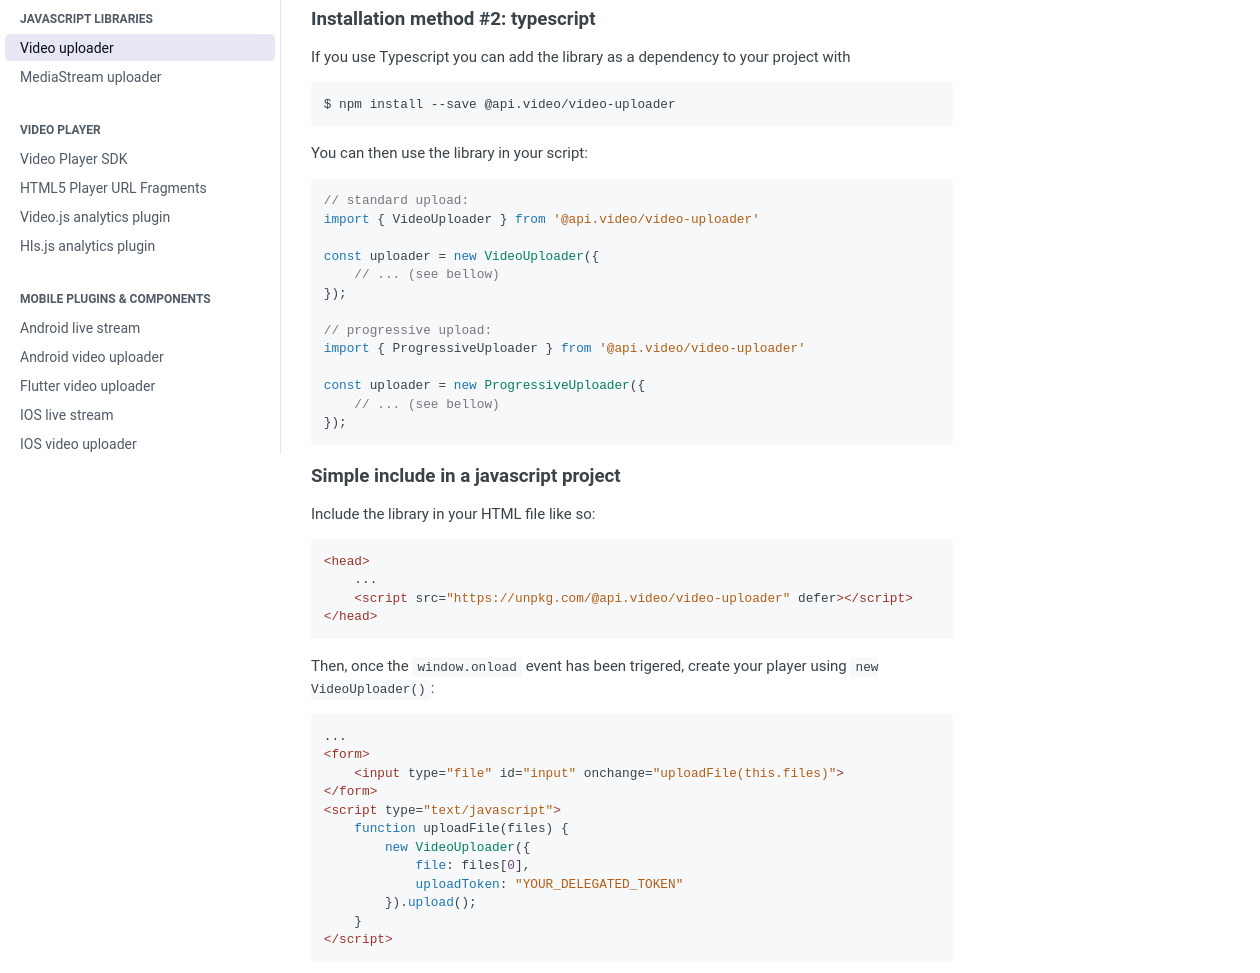 JAVASCRIPT LIBRARIES
Video uploader
MediaStream uploader
VIDEO PLAYER
Video Player SDK
HTML5 Player URL Fragments
Video.js analytics plugin
Hls.js analytics plugin
MOBILE PLUGINS & COMPONENTS
Android live stream
Android video uploader
Flutter video uploader
IOS live stream
IOS video uploader
Installation method #2: typescript
If you use Typescript you can add the library as a dependency to your project with
$ npm install --save @api.video/video-uploader
You can then use the library in your script:
// standard upload:
import { VideoUploader } from '@api.video/video-uploader'
const uploader = new VideoUploader({
    // ... (see bellow)
});
// progressive upload:
import { ProgressiveUploader } from '@api.video/video-uploader'
const uploader = new ProgressiveUploader({
    // ... (see bellow)
});
Simple include in a javascript project
Include the library in your HTML file like so:
<head>
    ...
    <script src="https://unpkg.com/@api.video/video-uploader" defer></script>
</head>
Then, once the window.onload event has been trigered, create your player using new
VideoUploader() :
...
<form>
    <input type="file" id="input" onchange="uploadFile(this.files)">
</form>
<script type="text/javascript">
    function uploadFile(files) {
        new VideoUploader({
            file: files[0],
            uploadToken: "YOUR_DELEGATED_TOKEN"
        }).upload();
    }
</script>